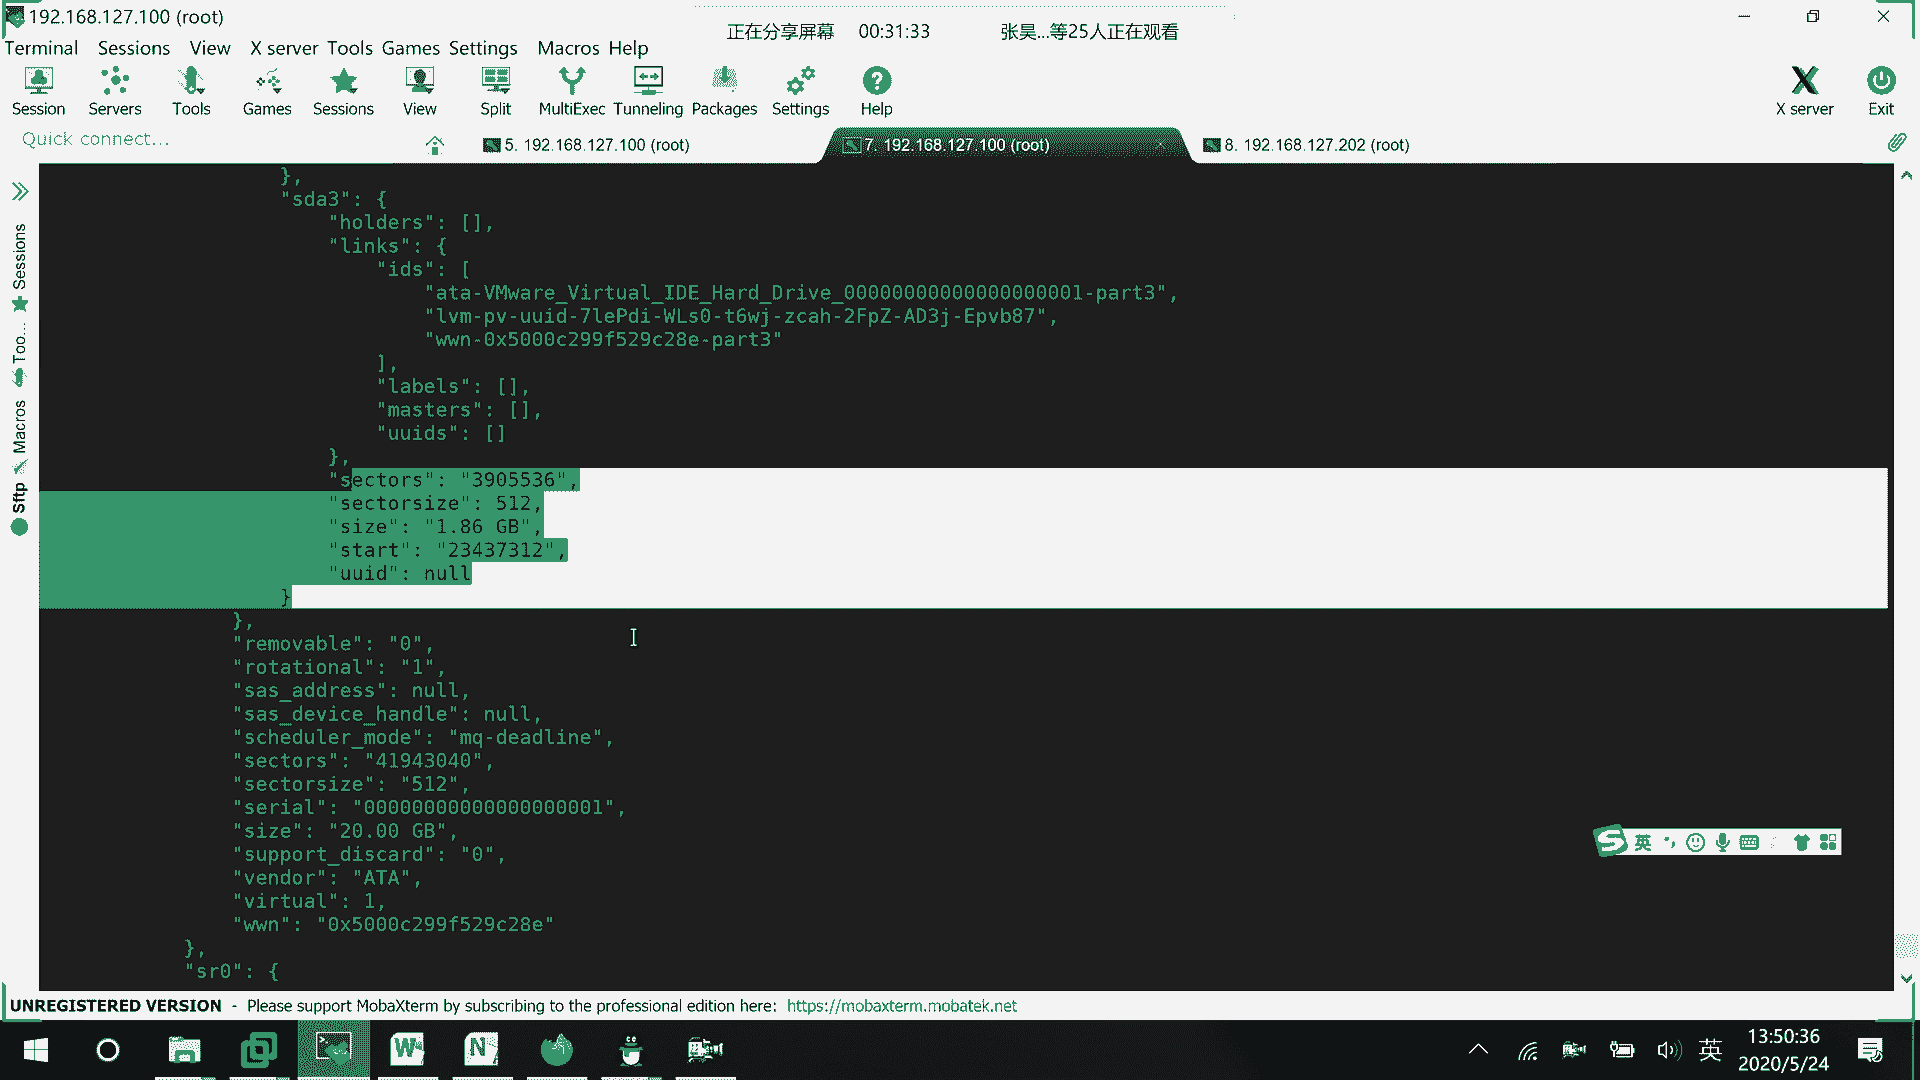 192.168.127.100 (root)
正在分享屏幕 00:31:33 张昊...等25人正在观看
Terminal Sessions View X server Tools Games Settings Macros Help
Session Servers Tools Games Sessions View Split MultiExec Tunneling Packages Settings Help X server Exit
Quick connect...
5. 192.168.127.100 (root)
7. 192.168.127.100 (root)
8. 192.168.127.202 (root)
Sessions
Too...
Macros
Sftp
},
"sda3": {
"holders": [],
"links": {
"ids": [
"ata-VMware_Virtual_IDE_Hard_Drive_00000000000000000001-part3",
"lvm-pv-uuid-7lePdi-WLs0-t6wj-zcah-2FpZ-AD3j-Epvb87",
"wwn-0x5000c299f529c28e-part3"
],
"labels": [],
"masters": [],
"uuids": []
},
"sectors": "3905536",
"sectorsize": 512,
"size": "1.86 GB",
"start": "23437312",
"uuid": null
}
},
"removable": "0",
"rotational": "1",
"sas_address": null,
"sas_device_handle": null,
"scheduler_mode": "mq-deadline",
"sectors": "41943040",
"sectorsize": "512",
"serial": "00000000000000000001",
"size": "20.00 GB",
"support_discard": "0",
"vendor": "ATA",
"virtual": 1,
"wwn": "0x5000c299f529c28e"
},
"sr0": {
英
UNREGISTERED VERSION - Please support MobaXterm by subscribing to the professional edition here: https://mobaxterm.mobatek.net
英
13:50:36
2020/5/24